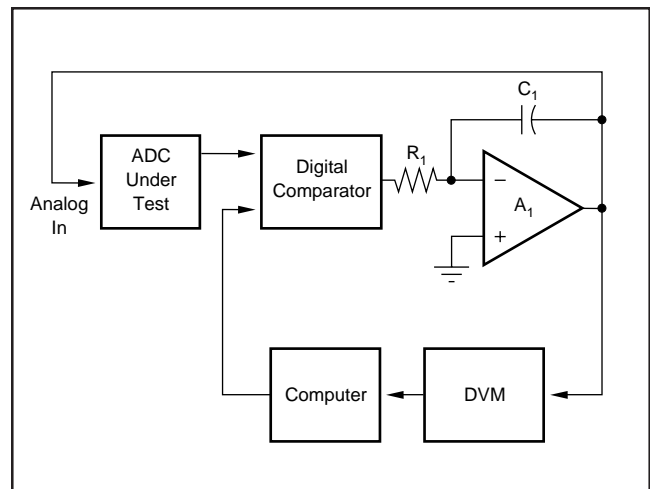 C1
ADC
Under
Test
Digital
Comparator
R1
−
A1
+
Analog
In
Computer
DVM